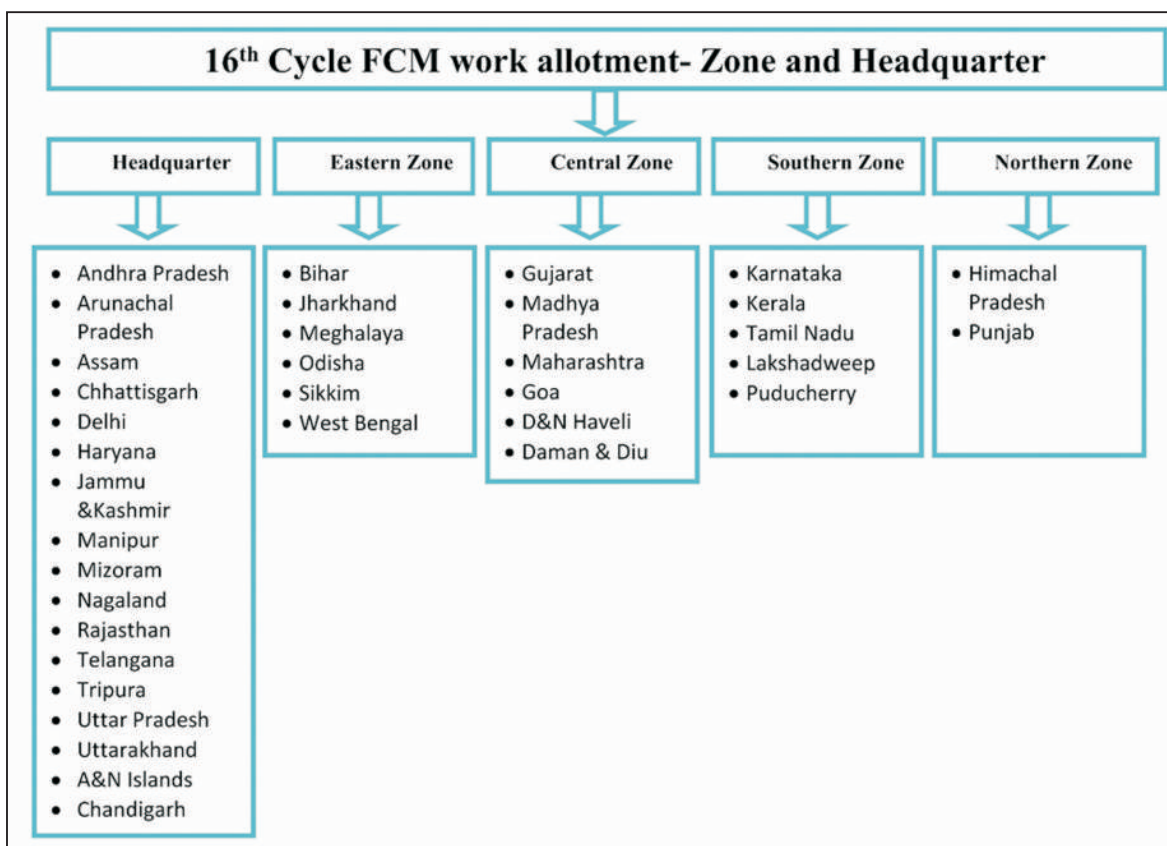 16th Cycle FCM work allotment- Zone and Headquarter
Headquarter
Eastern Zone
Central Zone
Southern Zone
Northern Zone
• Andhra Pradesh
• Arunachal
Pradesh
• Assam
• Chhattisgarh
• Delhi
• Haryana
• Jammu
&Kashmir
• Manipur
• Mizoram
• Nagaland
• Rajasthan
• Telangana
• Tripura
• Uttar Pradesh
• Uttarakhand
• A&N Islands
• Chandigarh
• Bihar
• Jharkhand
• Meghalaya
• Odisha
• Sikkim
• West Bengal
• Gujarat
• Madhya
Pradesh
• Maharashtra
• Goa
• D&N Haveli
• Daman & Diu
• Karnataka
• Kerala
• Tamil Nadu
• Lakshadweep
• Puducherry
• Himachal
Pradesh
• Punjab